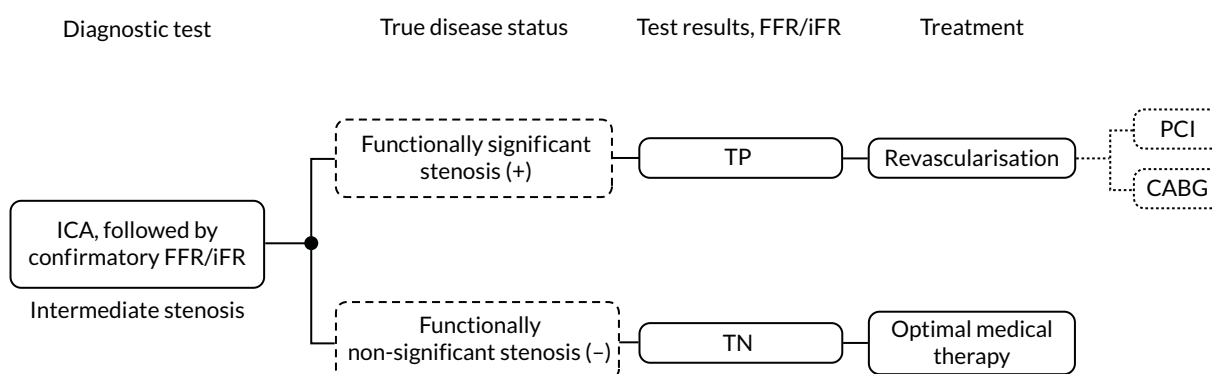 Diagnostic test
True disease status
Test results, FFR/iFR
Treatment
Functionally significant
stenosis (+)
TP
Revascularisation
PCI
CABG
ICA, followed by
confirmatory FFR/iFR
Intermediate stenosis
Functionally
non-significant stenosis (–)
TN
Optimal medical
therapy